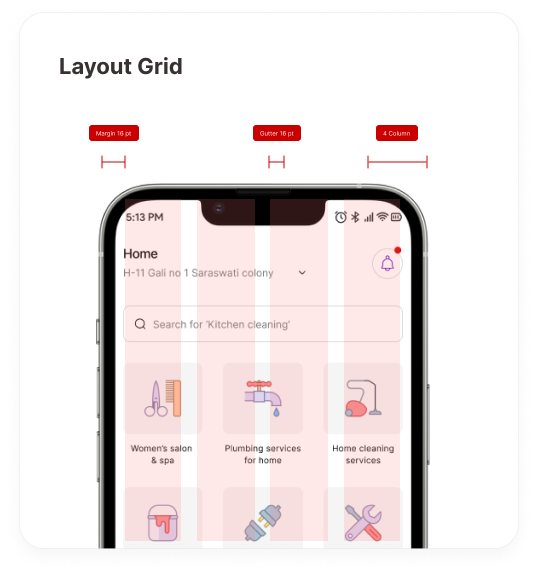 Layout Grid
Margin 16 pt
Gutter 16 pt
4 Column
5:13 PM
Home
H-11 Gali no 1 Saraswati colony
Search for 'Kitchen cleaning'
Women's salon
& spa
Plumbing services
for home
Home cleaning
services